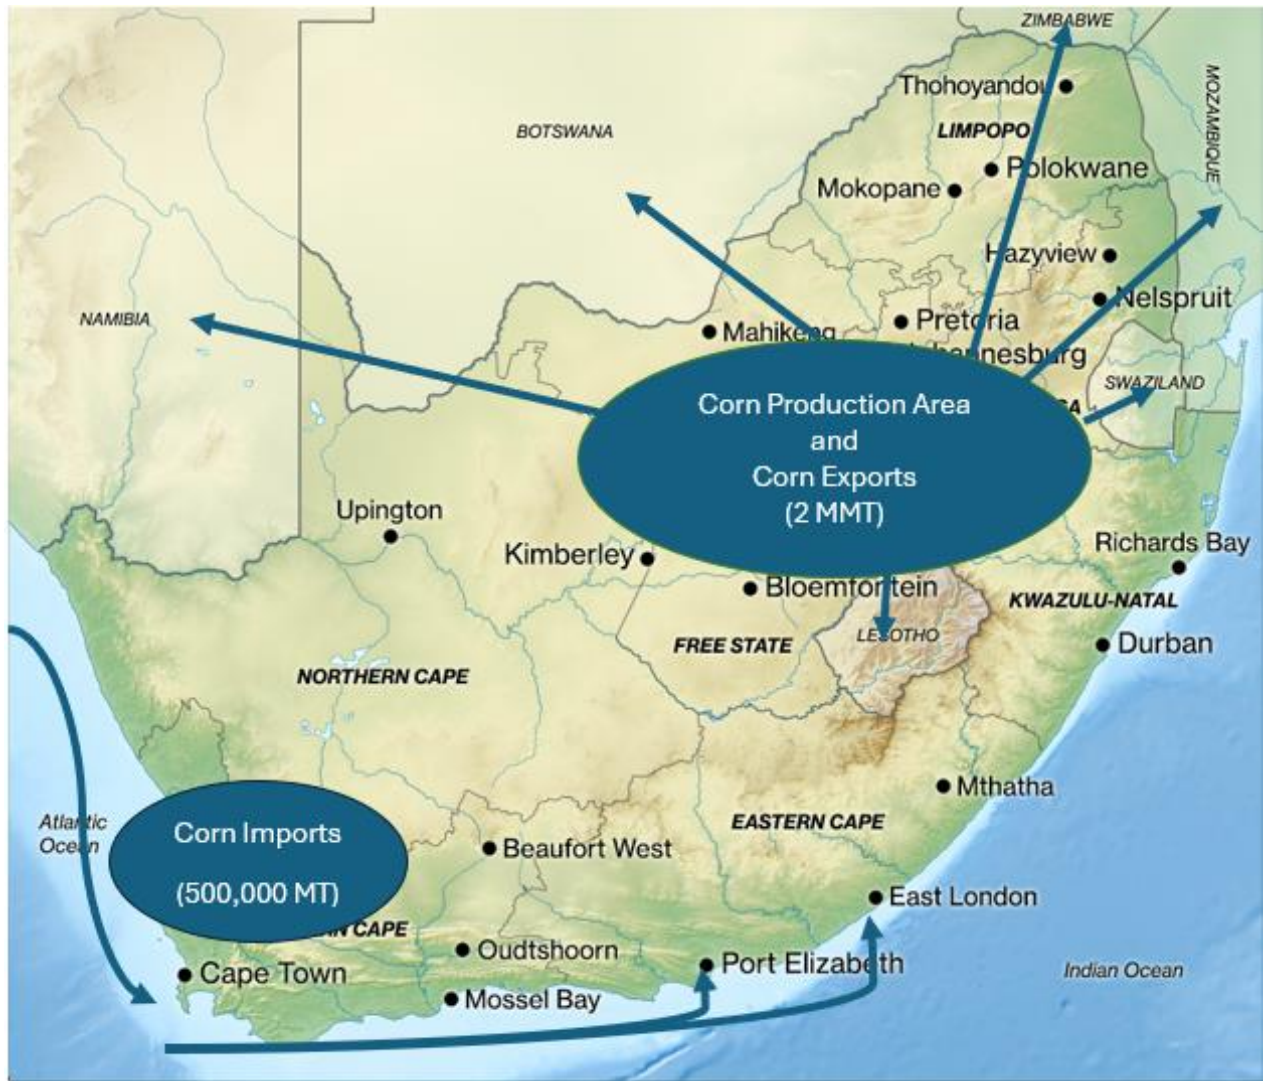 ZIMBABWE
Thohoyandou
MOZAMBIQUE
BOTSWANA
LIMPOPO
Polokwane
Mokopane
Hazyview
Nelspruit
NAMIBIA
Pretoria
Mahikeng
SWAZILAND
Corn Production Area
and
Corn Exports
(2 MMT)
Upington
Kimberley
Richards Bay
Bloemfontein
KWAZULU-NATAL
LESOTHO
FREE STATE
Durban
NORTHERN CAPE
Mthatha
Atlantic
Ocean
Corn Imports
(500,000 MT)
EASTERN CAPE
Beaufort West
East London
CAPE
Oudtshoorn
Port Elizabeth
Cape Town
Indian Ocean
Mossel Bay